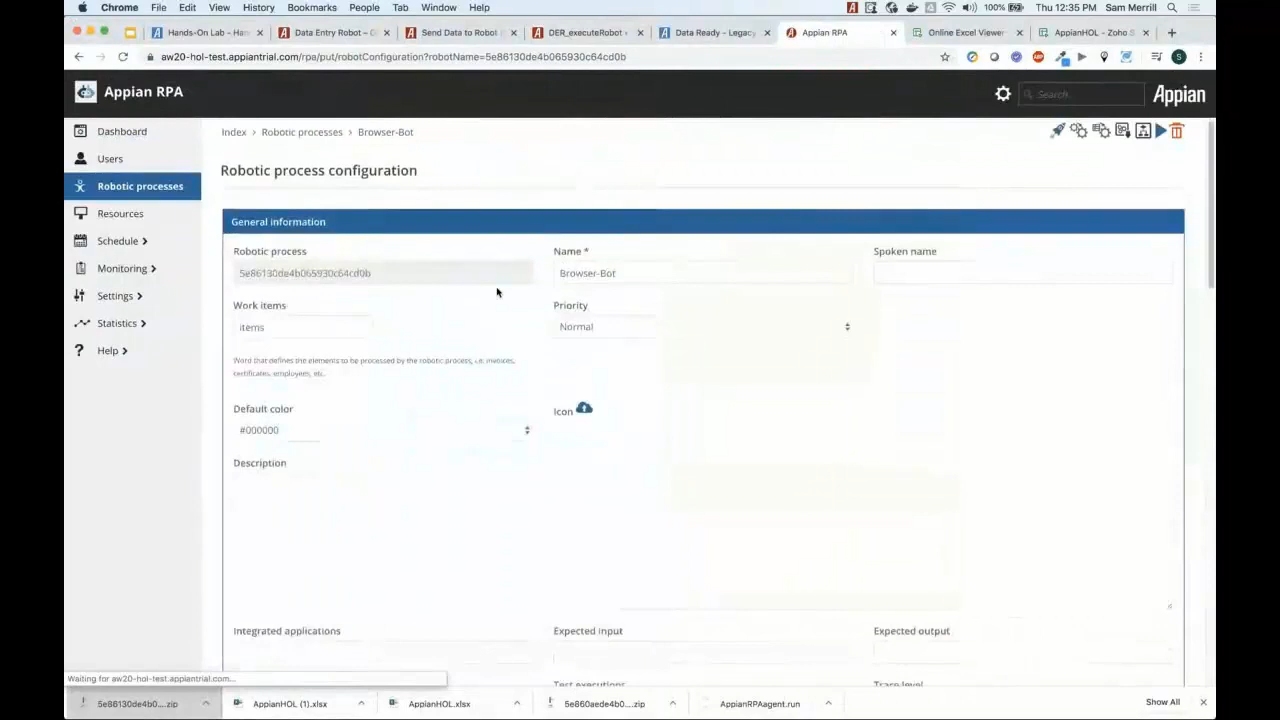 Chrome File Edit View History Bookmarks People Tab Window Help 100% Thu 12:35 PM Sam Merrill
Hands-On Lab - Han Data Entry Robot – D Send Data to Robot DER_executeRobot Data Ready - Legacy Appian RPA Online Excel Viewer AppianHOL - Zoho S
aw20-hol-test.appiantrial.com/rpa/put/robotConfiguration?robotName=5e86130de4b065930c64cd0b
Appian RPA Search... Appian
Dashboard
Users
Robotic processes
Resources
Schedule
Monitoring
Settings
Statistics
Help
Index > Robotic processes > Browser-Bot
Robotic process configuration
General information
Robotic process Name * Spoken name
5e86130de4b065930c64cd0b Browser-Bot
Work items Priority
items Normal
Word that defines the elements to be processed by the robotic process, i.e. invoices,
certificates, employees, etc.
Default color Icon
#000000
Description
Integrated applications Expected input Expected output
Test executions Trace level
Waiting for aw20-hol-test.appiantrial.com...
5e86130de4b0....zip AppianHOL (1).xlsx AppianHOL.xlsx 5e860aede4b0....zip AppianRPAagent.run Show All